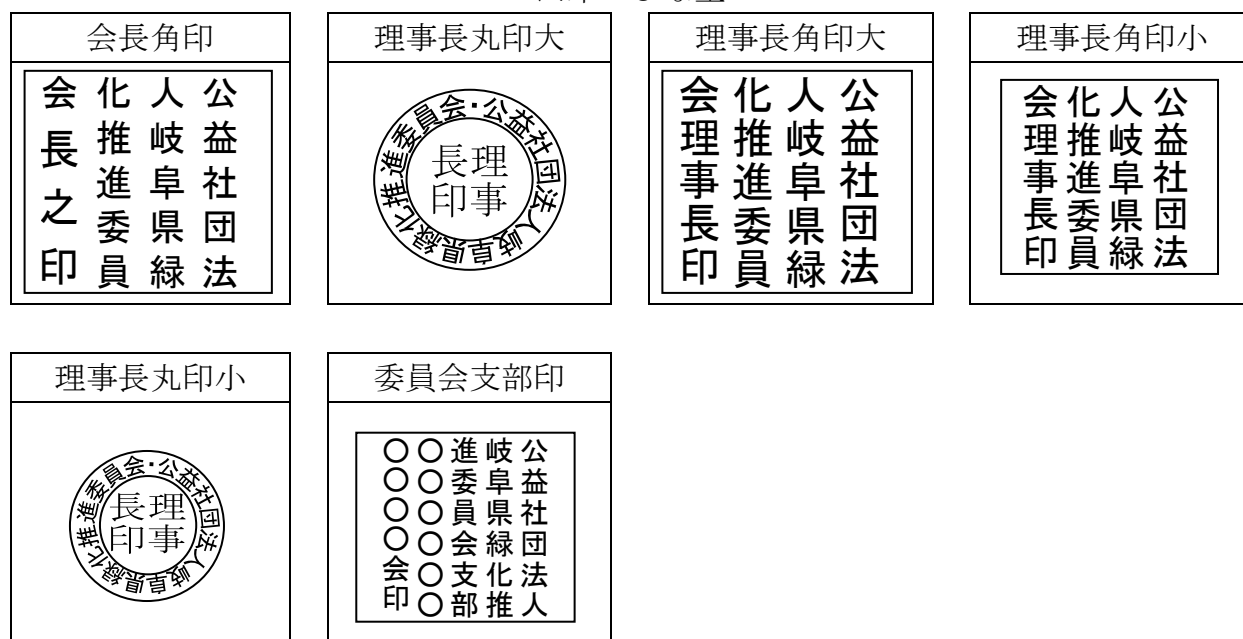 会長角印
公益社団法
人岐阜県緑
化推進委員
会長之印
理事長丸印大
公益社団法人岐阜県緑化推進委員会・
理事
長印
理事長角印大
公益社団法
人岐阜県緑
化推進委員
会理事長印
理事長角印小
公益社団法
人岐阜県緑
化推進委員
会理事長印
理事長丸印小
公益社団法人岐阜県緑化推進委員会・
理事
長印
委員会支部印
公益社団法人
岐阜県緑化推
進委員会支部
〇〇〇〇〇〇
〇〇〇〇会印